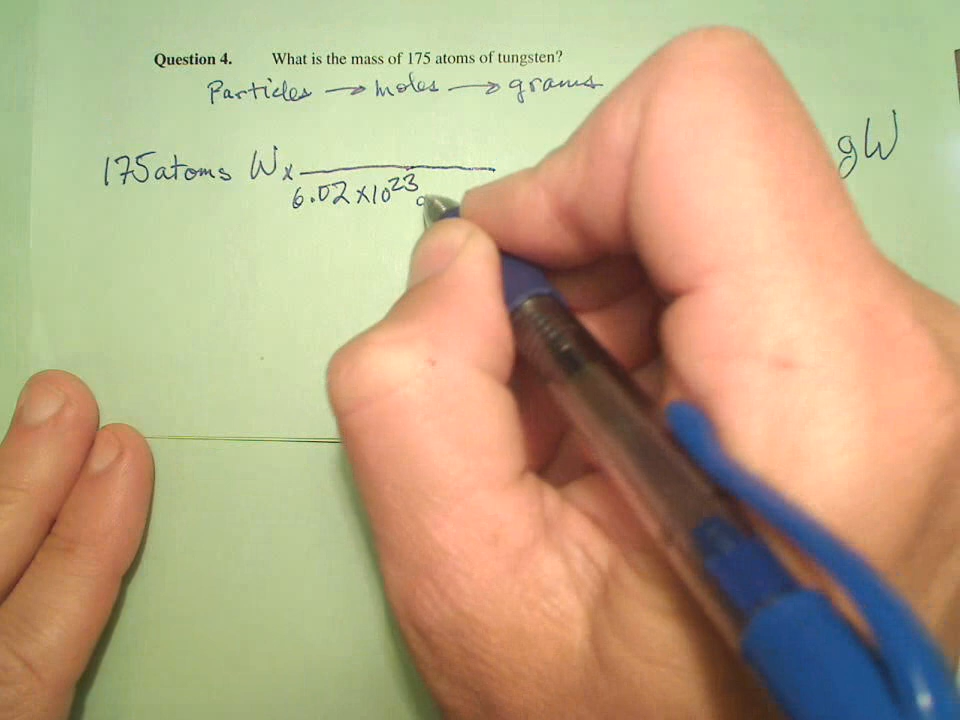 Question 4. What is the mass of 175 atoms of tungsten?
Particles → moles → grams
175 atoms W x gW
6.02 x 10²³